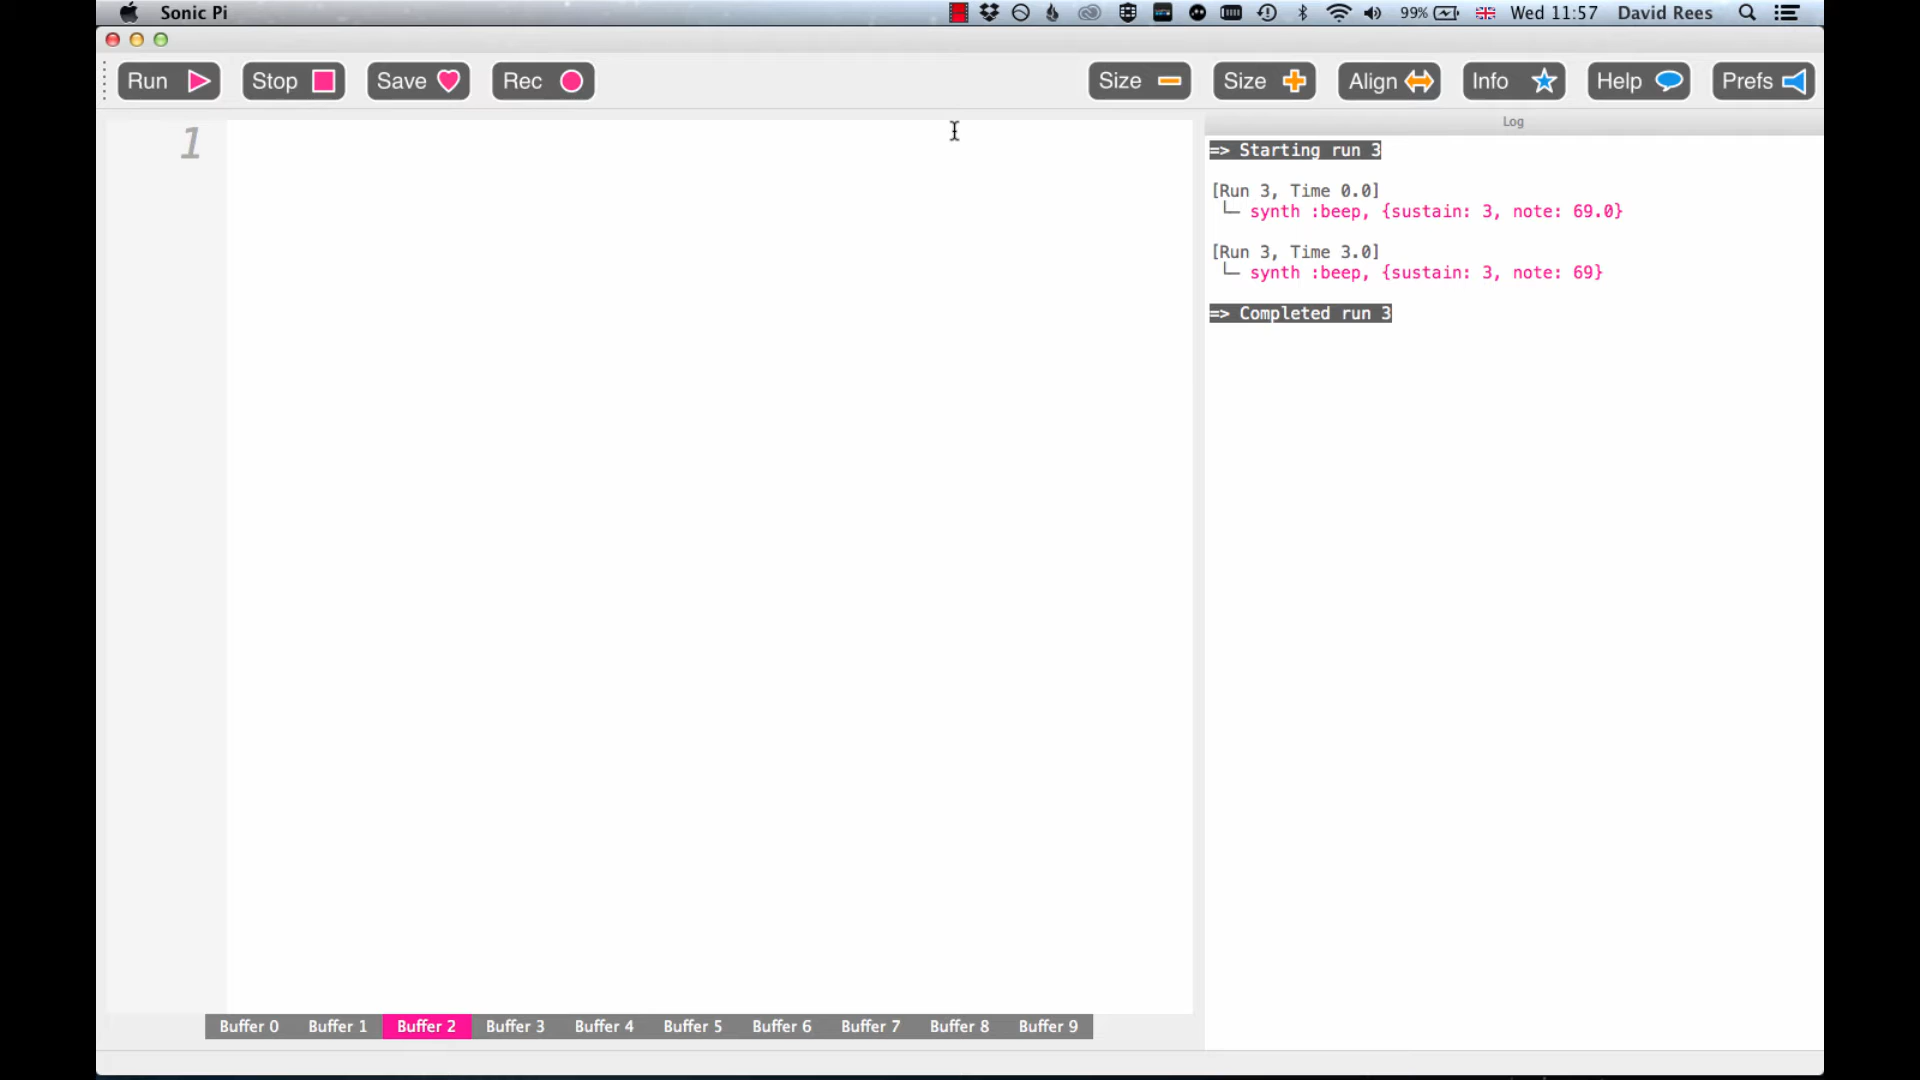 Sonic Pi 99% Wed 11:57 David Rees
Run Stop Save Rec Size Size Align Info Help Prefs
1
Log
=> Starting run 3
[Run 3, Time 0.0]
└─ synth :beep, {sustain: 3, note: 69.0}
[Run 3, Time 3.0]
└─ synth :beep, {sustain: 3, note: 69}
=> Completed run 3
Buffer 0 Buffer 1 Buffer 2 Buffer 3 Buffer 4 Buffer 5 Buffer 6 Buffer 7 Buffer 8 Buffer 9